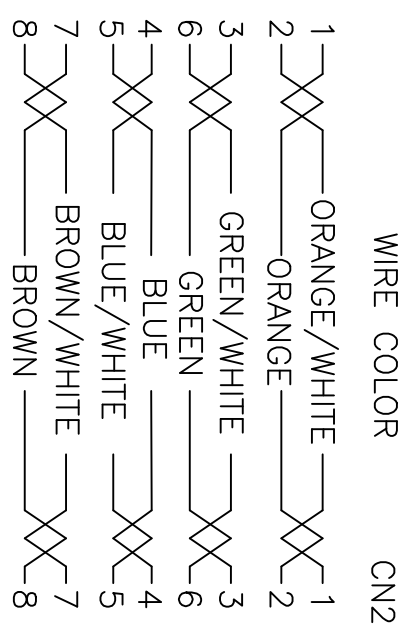 WIRE COLOR CN2
1 ORANGE/WHITE 1
2 ORANGE 2
3 GREEN/WHITE 3
6 GREEN 6
4 BLUE 4
5 BLUE/WHITE 5
7 BROWN/WHITE 7
8 BROWN 8